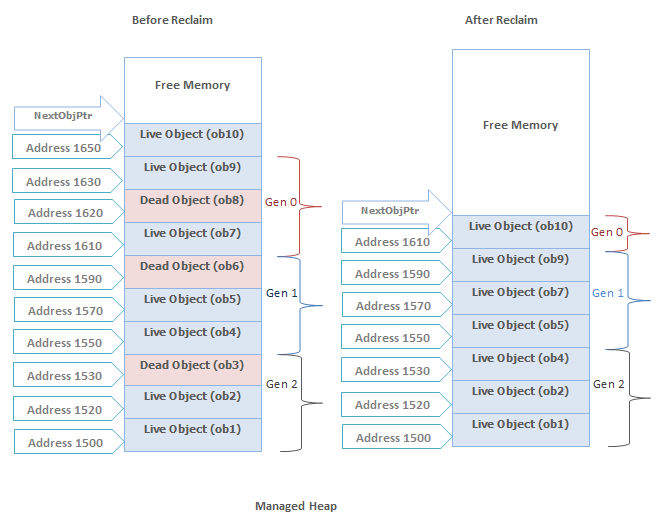 Before Reclaim
After Reclaim
Free Memory
NextObjPtr
Live Object (ob10)
Address 1650
Live Object (ob9)
Address 1630
Dead Object (ob8)
Gen 0
Address 1620
Live Object (ob7)
Address 1610
Dead Object (ob6)
Address 1590
Gen 1
Live Object (ob5)
Address 1570
Live Object (ob4)
Address 1550
Dead Object (ob3)
Address 1530
Gen 2
Live Object (ob2)
Address 1520
Live Object (ob1)
Address 1500
Free Memory
NextObjPtr
Live Object (ob10)
Gen 0
Address 1610
Live Object (ob9)
Address 1590
Live Object (ob7)
Gen 1
Address 1570
Live Object (ob5)
Address 1550
Live Object (ob4)
Address 1530
Gen 2
Live Object (ob2)
Address 1520
Live Object (ob1)
Address 1500
Managed Heap